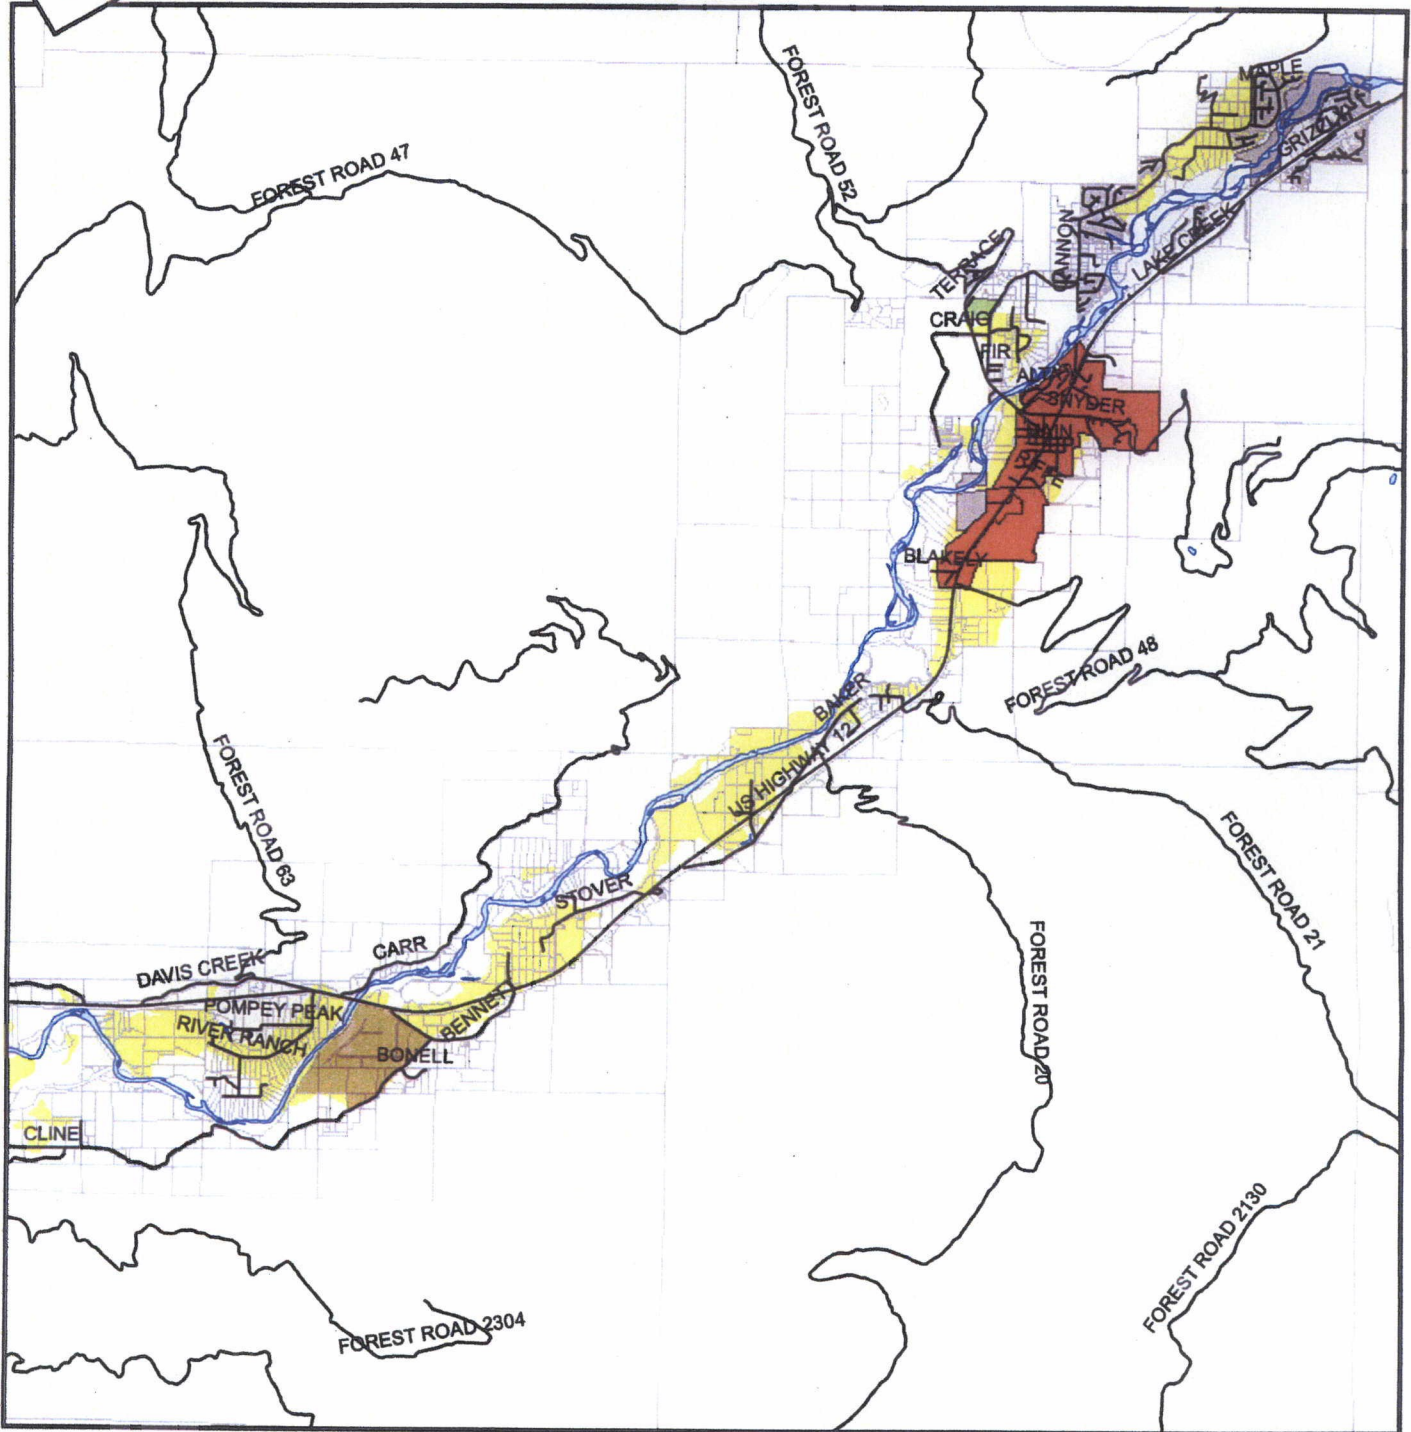 MAPLE
FOREST ROAD 52
GRIZZLY
FOREST ROAD 47
CANNON
LAKE CREEK
TERRACE
CRAIG
FIR
ALTA
SNYDER
MAIN
BLAKELY
FOREST ROAD 48
BAKER
US HIGHWAY 12
FOREST ROAD 63
FOREST ROAD 21
STOVER
FOREST ROAD 20
CARR
DAVIS CREEK
POMPEY PEAK
RIVER RANCH
BENNETT
BONELL
CLINE
FOREST ROAD 2130
FOREST ROAD 2304